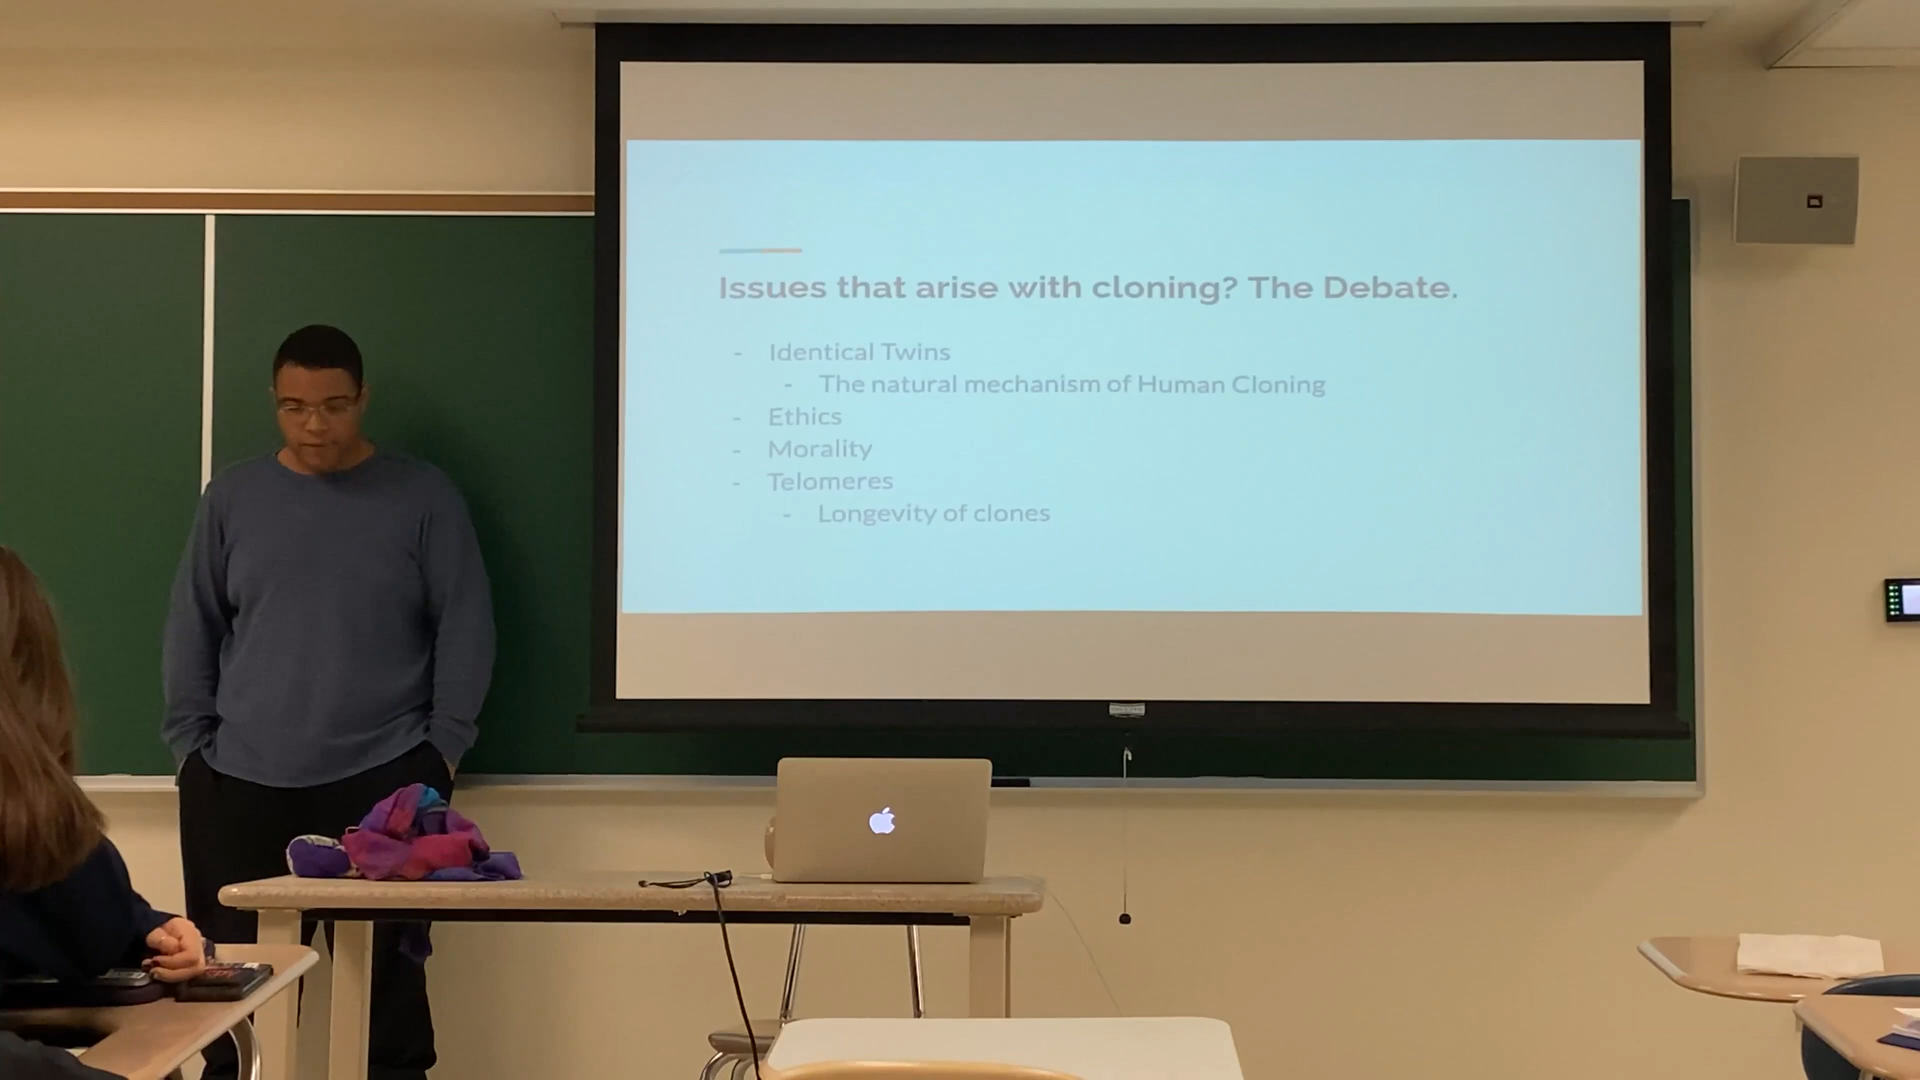 Issues that arise with cloning? The Debate.
- Identical Twins
- The natural mechanism of Human Cloning
- Ethics
- Morality
- Telomeres
- Longevity of clones